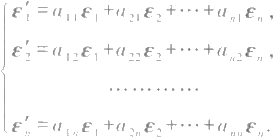 ε′₁ = a₁₁ε₁ + a₂₁ε₂ + ⋯ + aₙ₁εₙ,
ε′₂ = a₁₂ε₁ + a₂₂ε₂ + ⋯ + aₙ₂εₙ,
⋯⋯⋯⋯
ε′ₙ = a₁ₙε₁ + a₂ₙε₂ + ⋯ + aₙₙεₙ.